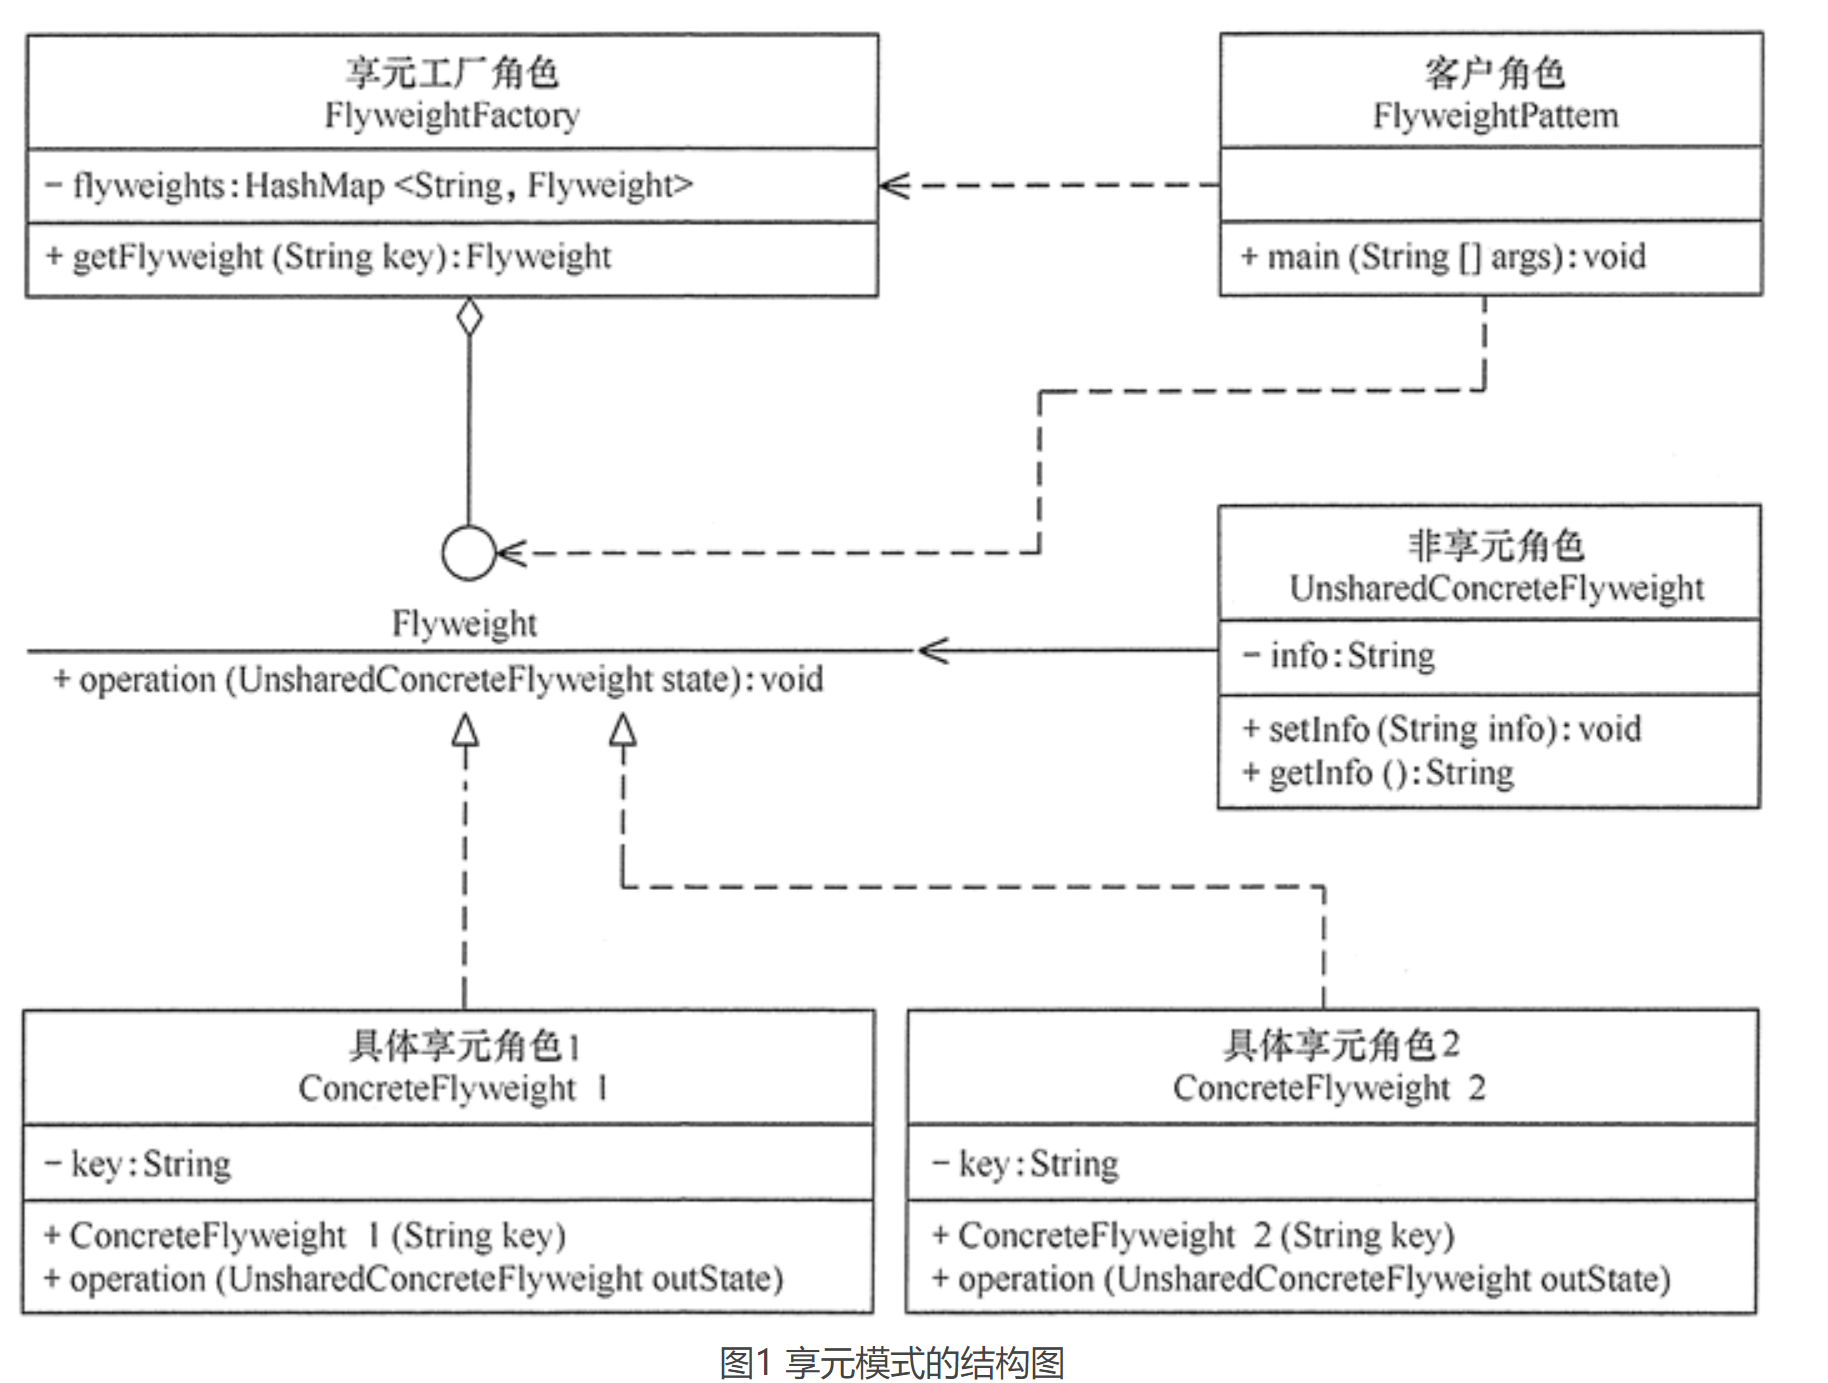 享元工厂角色
FlyweightFactory
- flyweights:HashMap <String, Flyweight>
+ getFlyweight (String key):Flyweight
客户角色
FlyweightPattem
+ main (String [] args):void
Flyweight
+ operation (UnsharedConcreteFlyweight state):void
非享元角色
UnsharedConcreteFlyweight
- info:String
+ setInfo (String info):void
+ getInfo ():String
具体享元角色1
ConcreteFlyweight 1
- key:String
+ ConcreteFlyweight 1 (String key)
+ operation (UnsharedConcreteFlyweight outState)
具体享元角色2
ConcreteFlyweight 2
- key:String
+ ConcreteFlyweight 2 (String key)
+ operation (UnsharedConcreteFlyweight outState)
图1 享元模式的结构图